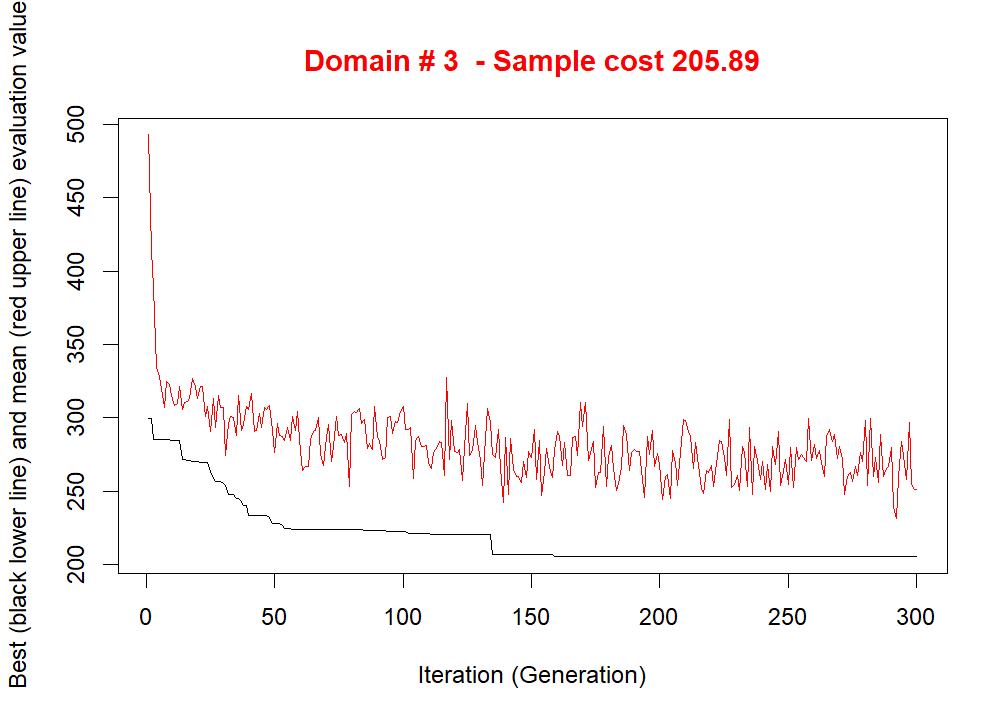 Domain # 3  - Sample cost 205.89
Best (black lower line) and mean (red upper line) evaluation value
500
450
400
350
300
250
200
0 50 100 150 200 250 300
Iteration (Generation)